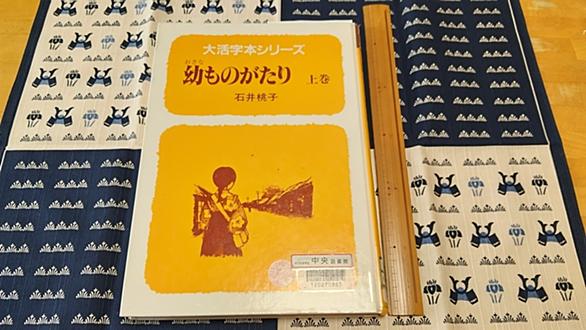 大活字本シリーズ
おさな
幼ものがたり 上巻
石井桃子
中央図書館